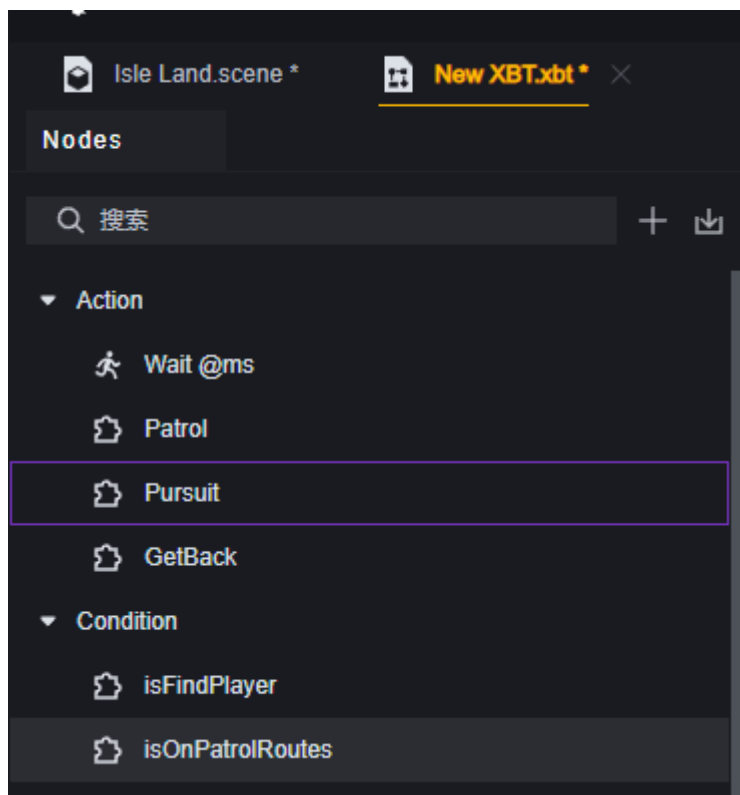 Isle Land.scene * New XBT.xbt *
Nodes
搜索
Action
Wait @ms
Patrol
Pursuit
GetBack
Condition
isFindPlayer
isOnPatrolRoutes